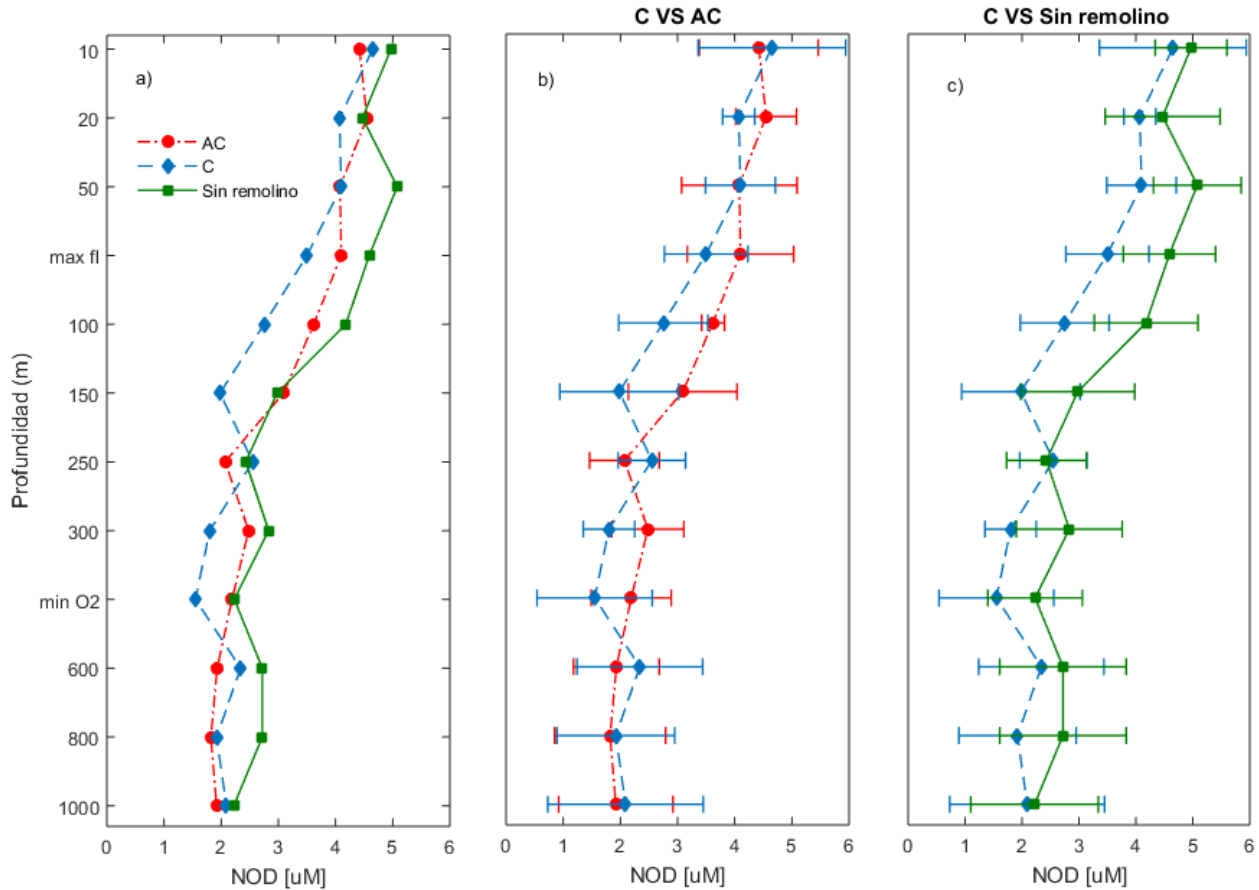 C VS AC
C VS Sin remolino
a)
b)
c)
AC
C
Sin remolino
Profundidad (m)
10
20
50
max fl
100
150
250
300
min O2
600
800
1000
0 1 2 3 4 5 6
0 1 2 3 4 5 6
0 1 2 3 4 5 6
NOD [uM]
NOD [uM]
NOD [uM]